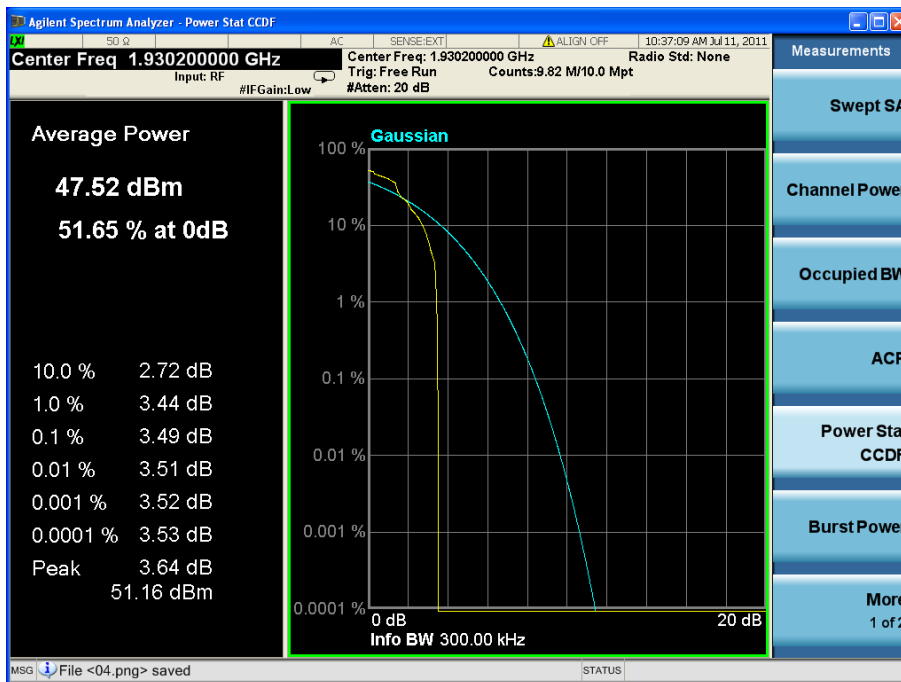 Agilent Spectrum Analyzer - Power Stat CCDF
LXI 50 Ω AC SENSE:EXT ALIGN OFF 10:37:09 AM Jul 11, 2011
Center Freq 1.930200000 GHz
Input: RF
#IFGain:Low
Center Freq: 1.930200000 GHz
Radio Std: None
Trig: Free Run
Counts:9.82 M/10.0 Mpt
#Atten: 20 dB
Average Power
47.52 dBm
51.65 % at 0dB
10.0 % 2.72 dB
1.0 % 3.44 dB
0.1 % 3.49 dB
0.01 % 3.51 dB
0.001 % 3.52 dB
0.0001 % 3.53 dB
Peak 3.64 dB
51.16 dBm
Gaussian
100 %
10 %
1 %
0.1 %
0.01 %
0.001 %
0.0001 %
0 dB
20 dB
Info BW 300.00 kHz
Measurements
Swept SA
Channel Power
Occupied BW
ACP
Power Stat
CCDF
Burst Power
More
1 of 2
MSG File <04.png> saved
STATUS